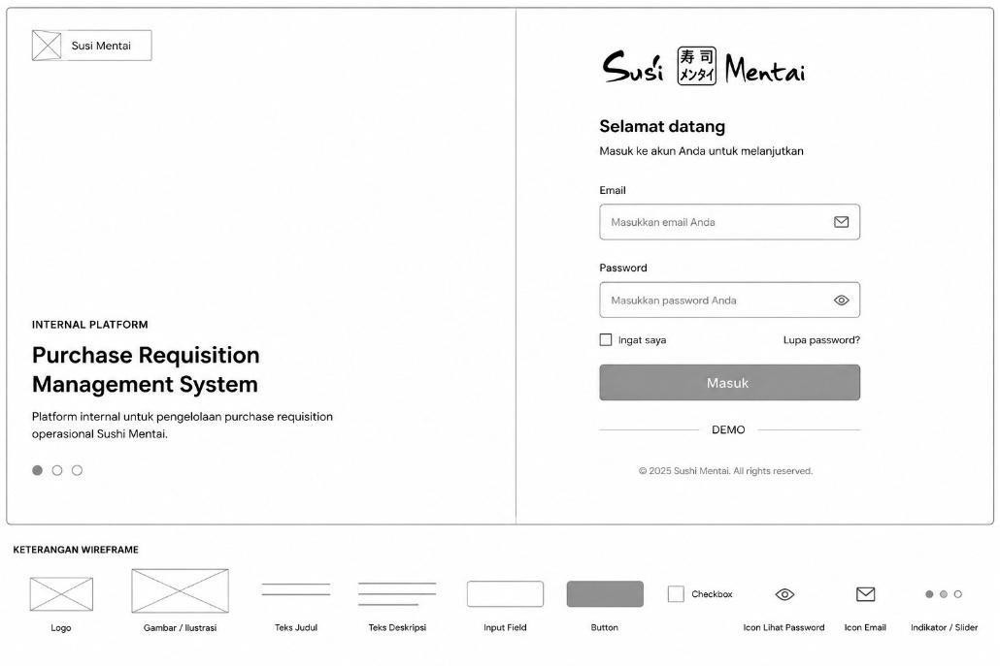 Susi Mentai
INTERNAL PLATFORM
Purchase Requisition
Management System
Platform internal untuk pengelolaan purchase requisition
operasional Sushi Mentai.
Susi 寿司 メンタイ Mentai
Selamat datang
Masuk ke akun Anda untuk melanjutkan
Email
Masukkan email Anda
Password
Masukkan password Anda
Ingat saya Lupa password?
Masuk
DEMO
© 2025 Sushi Mentai. All rights reserved.
KETERANGAN WIREFRAME
Checkbox
Logo Gambar / Ilustrasi Teks Judul Teks Deskripsi Input Field Button Icon Lihat Password Icon Email Indikator / Slider